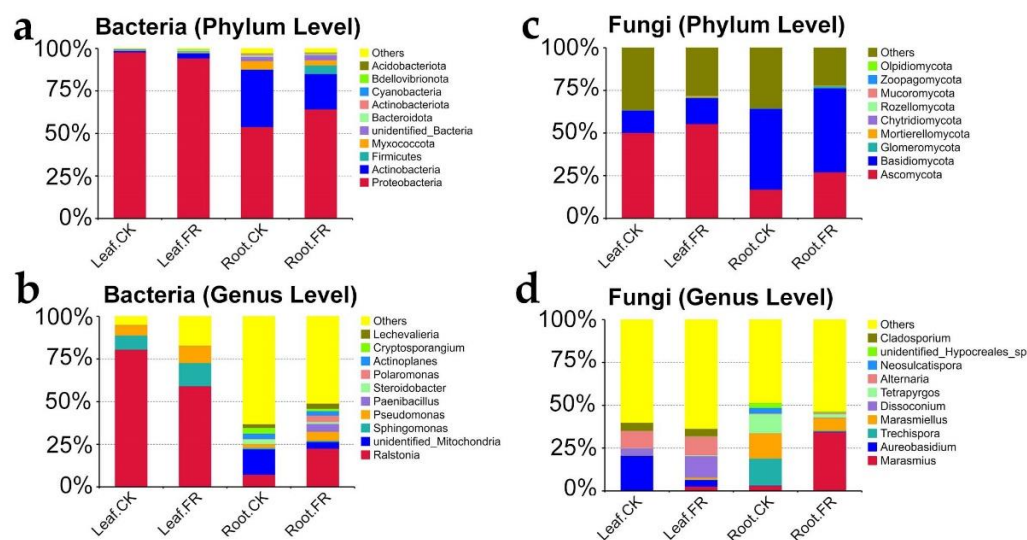 a
Bacteria (Phylum Level)
100%
75%
50%
25%
0%
Leaf.CK
Leaf.FR
Root.CK
Root.FR
Others
Acidobacteriota
Bdellovibrionota
Cyanobacteria
Actinobacteriota
Bacteroidota
unidentified_Bacteria
Myxococcota
Firmicutes
Actinobacteria
Proteobacteria
c
Fungi (Phylum Level)
100%
75%
50%
25%
0%
Leaf.CK
Leaf.FR
Root.CK
Root.FR
Others
Olpidiomycota
Zoopagomycota
Mucoromycota
Rozellomycota
Chytridiomycota
Mortierellomycota
Glomeromycota
Basidiomycota
Ascomycota
b
Bacteria (Genus Level)
100%
75%
50%
25%
0%
Leaf.CK
Leaf.FR
Root.CK
Root.FR
Others
Lechevalieria
Cryptosporangium
Actinoplanes
Polaromonas
Steroidobacter
Paenibacillus
Pseudomonas
Sphingomonas
unidentified_Mitochondria
Ralstonia
d
Fungi (Genus Level)
100%
75%
50%
25%
0%
Leaf.CK
Leaf.FR
Root.CK
Root.FR
Others
Cladosporium
unidentified_Hypocreales_sp
Neosulcatispora
Alternaria
Tetrapyrgos
Dissoconium
Marasmiellus
Trechispora
Aureobasidium
Marasmius